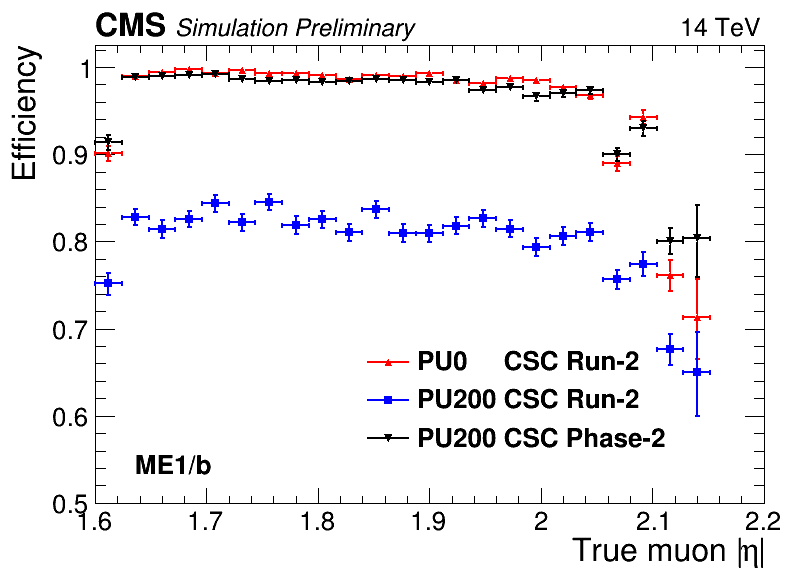 CMS Simulation Preliminary 14 TeV
Efficiency
1
0.9
0.8
0.7
0.6
0.5
PU0 CSC Run-2
PU200 CSC Run-2
PU200 CSC Phase-2
ME1/b
1.6 1.7 1.8 1.9 2 2.1 2.2
True muon |η|